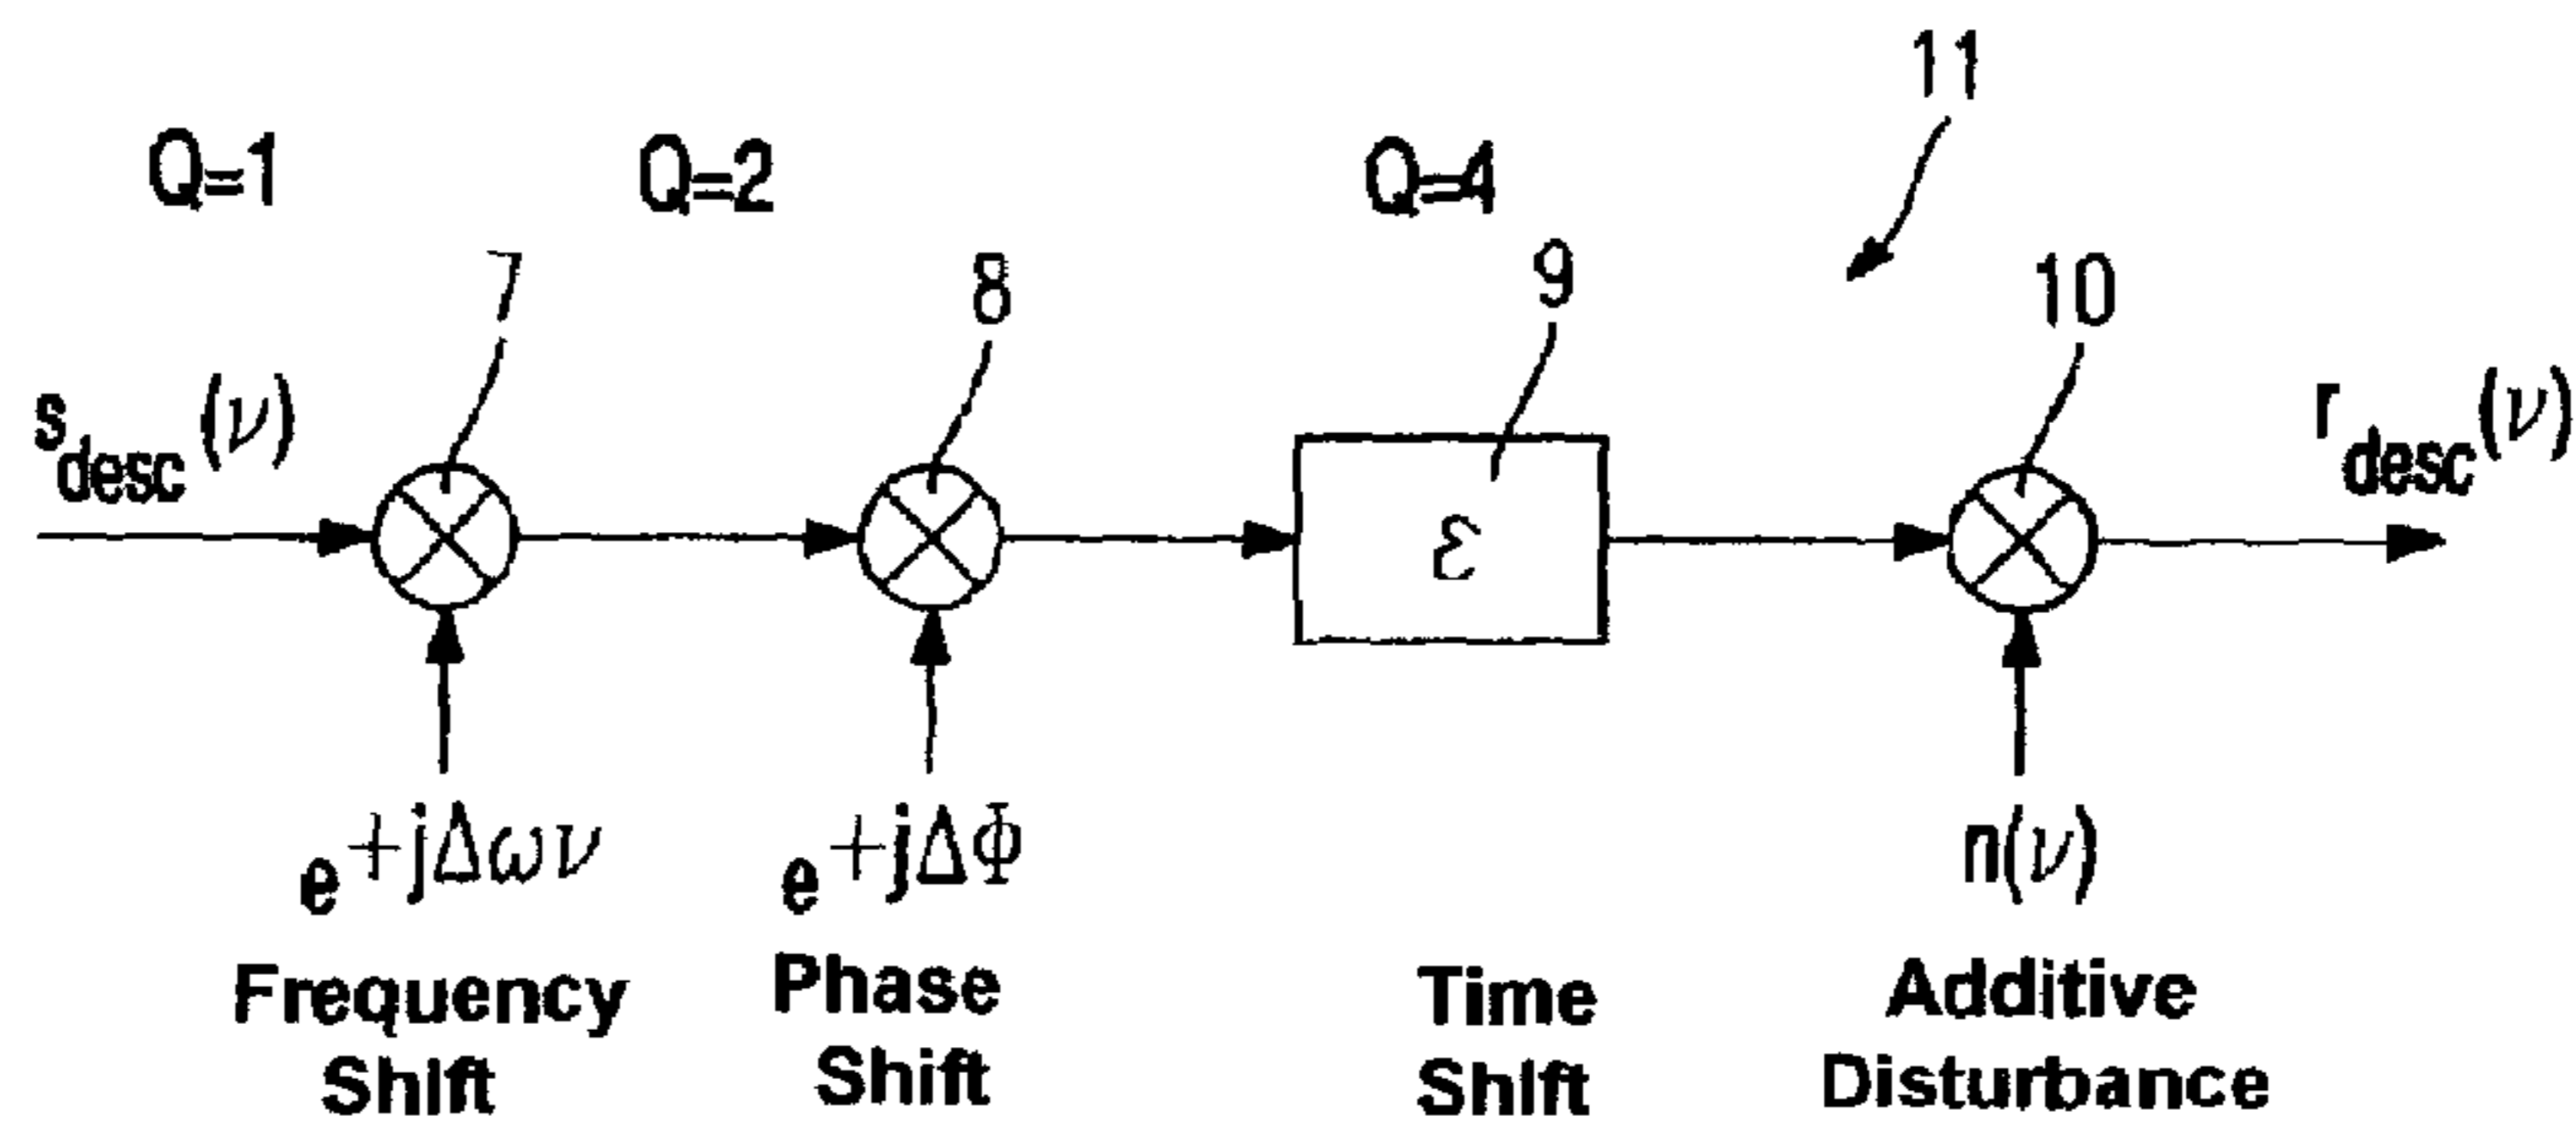 11
Q=1 Q=2 Q=4
7 8 9 10
s_desc(ν) r_desc(ν)
ε
e^+jΔων e^+jΔΦ n(ν)
Frequency Phase Time Additive
Shift Shift Shift Disturbance